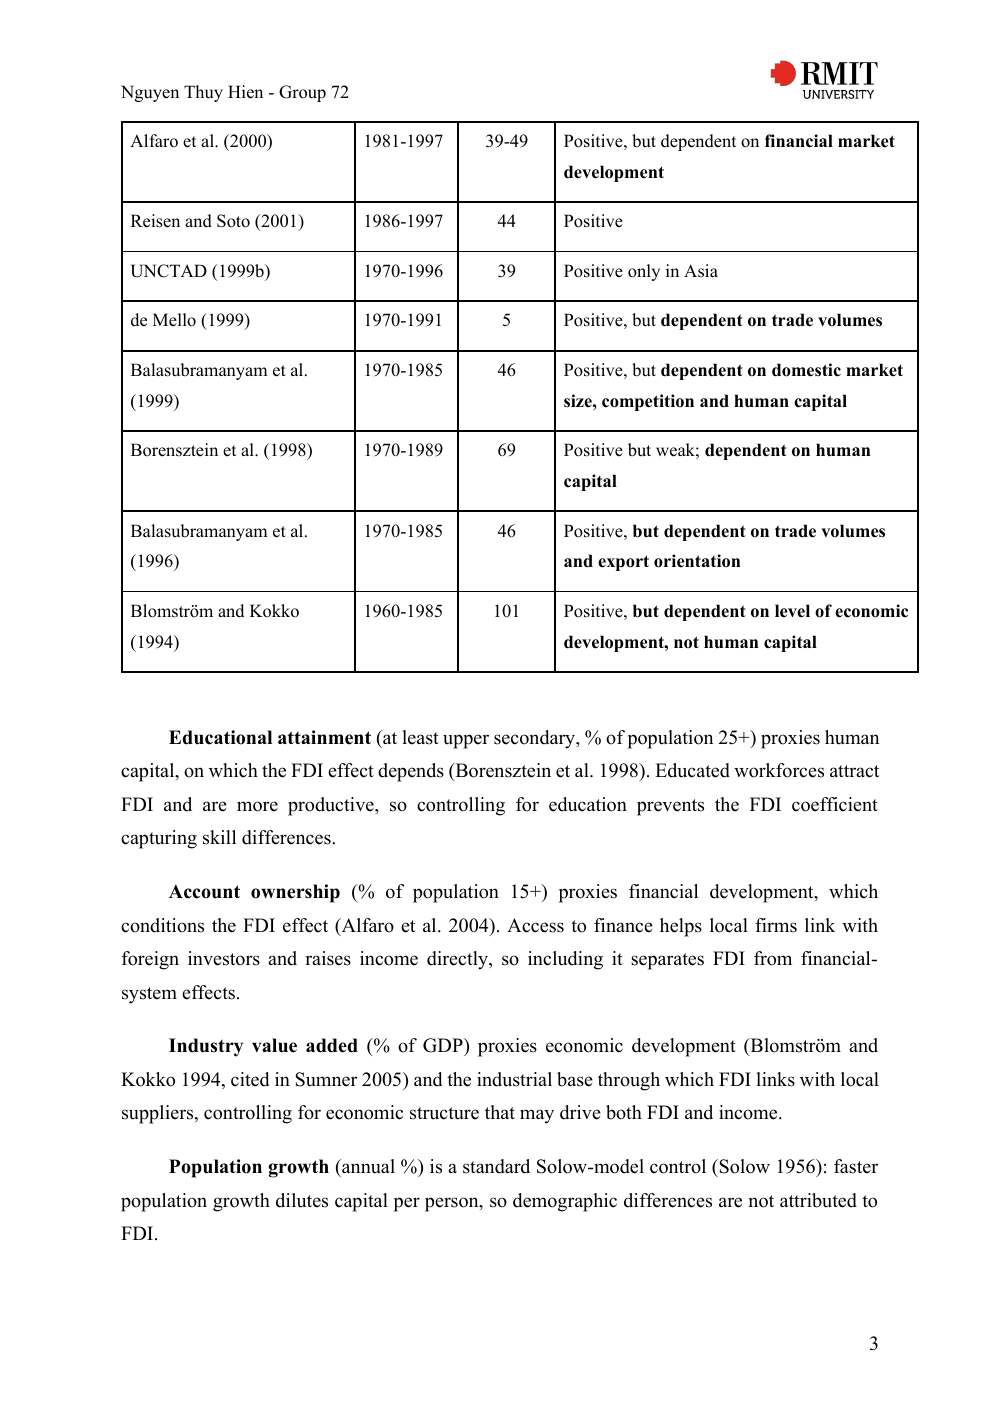 RMIT
UNIVERSITY
Nguyen Thuy Hien - Group 72
Alfaro et al. (2000) 1981-1997 39-49 Positive, but dependent on financial market
development
Reisen and Soto (2001) 1986-1997 44 Positive
UNCTAD (1999b) 1970-1996 39 Positive only in Asia
de Mello (1999) 1970-1991 5 Positive, but dependent on trade volumes
Balasubramanyam et al. 1970-1985 46 Positive, but dependent on domestic market
(1999) size, competition and human capital
Borensztein et al. (1998) 1970-1989 69 Positive but weak; dependent on human
capital
Balasubramanyam et al. 1970-1985 46 Positive, but dependent on trade volumes
(1996) and export orientation
Blomström and Kokko 1960-1985 101 Positive, but dependent on level of economic
(1994) development, not human capital
Educational attainment (at least upper secondary, % of population 25+) proxies human
capital, on which the FDI effect depends (Borensztein et al. 1998). Educated workforces attract
FDI and are more productive, so controlling for education prevents the FDI coefficient
capturing skill differences.
Account ownership (% of population 15+) proxies financial development, which
conditions the FDI effect (Alfaro et al. 2004). Access to finance helps local firms link with
foreign investors and raises income directly, so including it separates FDI from financial-
system effects.
Industry value added (% of GDP) proxies economic development (Blomström and
Kokko 1994, cited in Sumner 2005) and the industrial base through which FDI links with local
suppliers, controlling for economic structure that may drive both FDI and income.
Population growth (annual %) is a standard Solow-model control (Solow 1956): faster
population growth dilutes capital per person, so demographic differences are not attributed to
FDI.
3